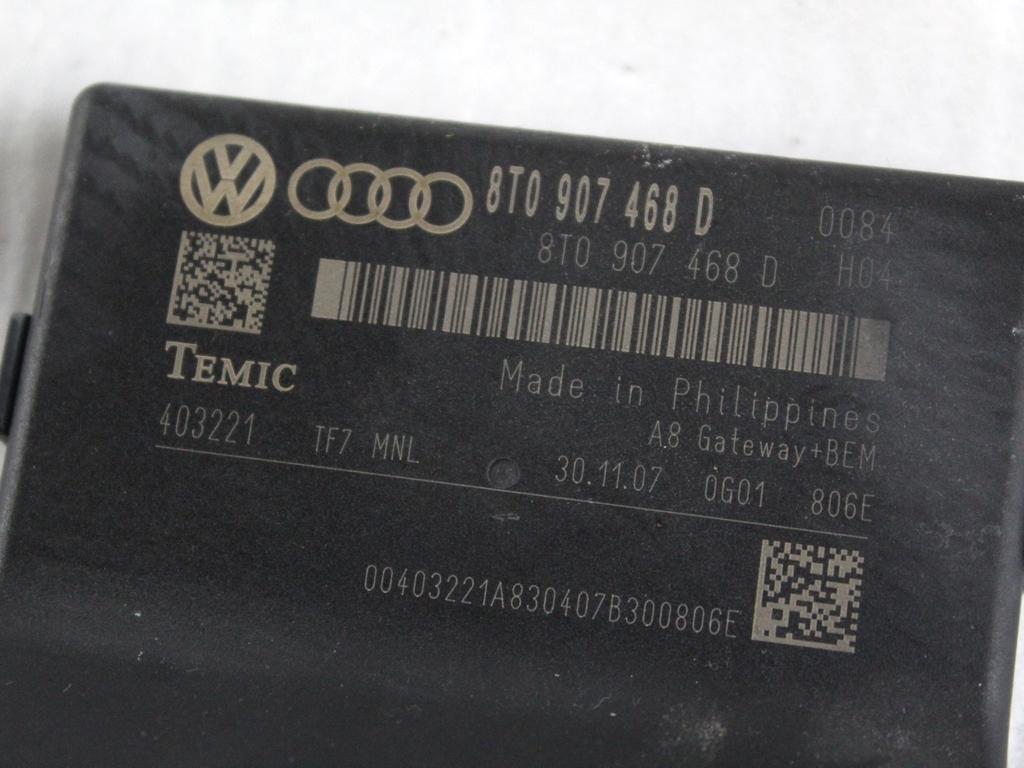 8T0 907 468 D 0084
8T0 907 468 D H04
TEMIC
Made in Philippines
A8 Gateway+BEM
403221 TF7 MNL 30.11.07 0G01 806E
00403221A830407B300806E